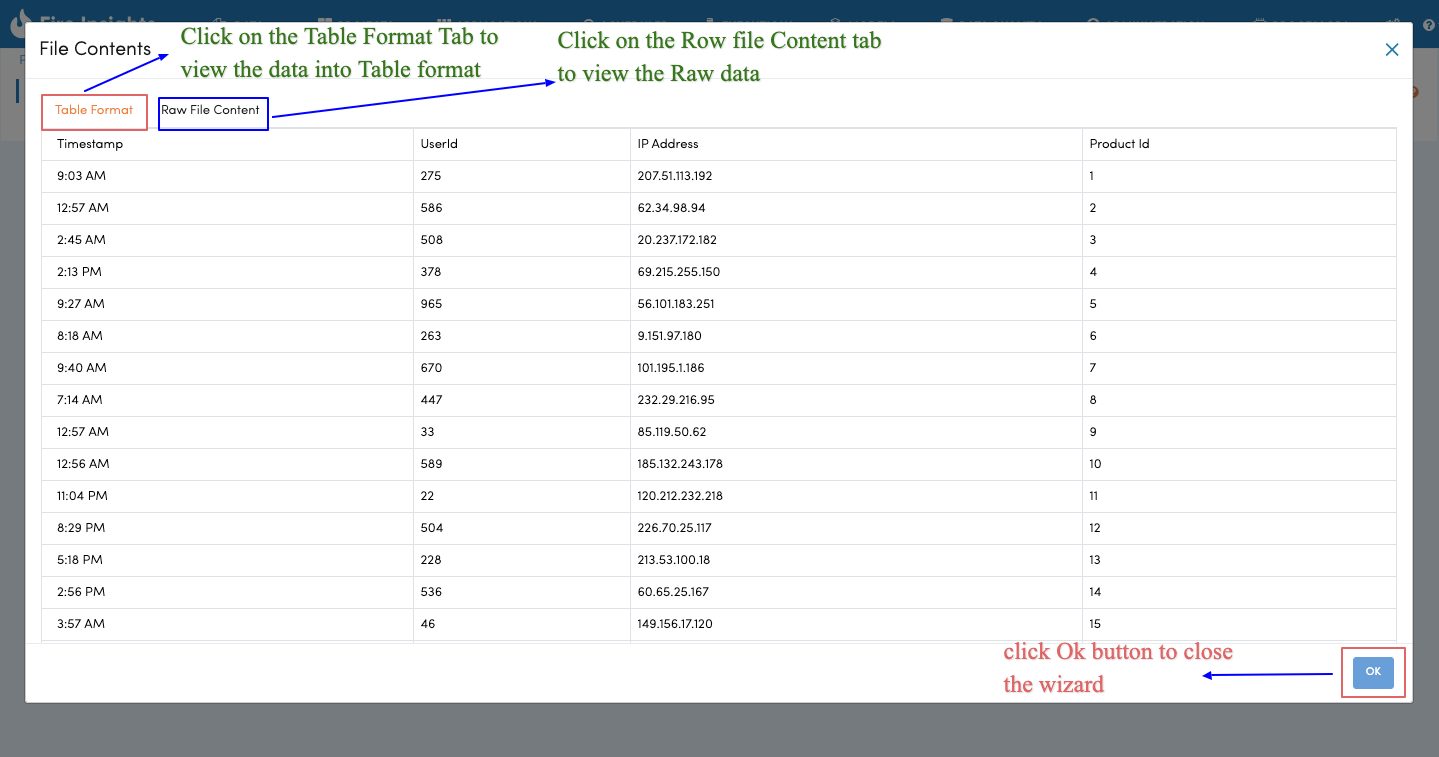 Fire Insights
File Contents
Click on the Table Format Tab to
view the data into Table format
Click on the Row file Content tab
to view the Raw data
Table Format
Raw File Content
Timestamp UserId IP Address Product Id
9:03 AM 275 207.51.113.192 1
12:57 AM 586 62.34.98.94 2
2:45 AM 508 20.237.172.182 3
2:13 PM 378 69.215.255.150 4
9:27 AM 965 56.101.183.251 5
8:18 AM 263 9.151.97.180 6
9:40 AM 670 101.195.1.186 7
7:14 AM 447 232.29.216.95 8
12:57 AM 33 85.119.50.62 9
12:56 AM 589 185.132.243.178 10
11:04 PM 22 120.212.232.218 11
8:29 PM 504 226.70.25.117 12
5:18 PM 228 213.53.100.18 13
2:56 PM 536 60.65.25.167 14
3:57 AM 46 149.156.17.120 15
click Ok button to close
the wizard
OK